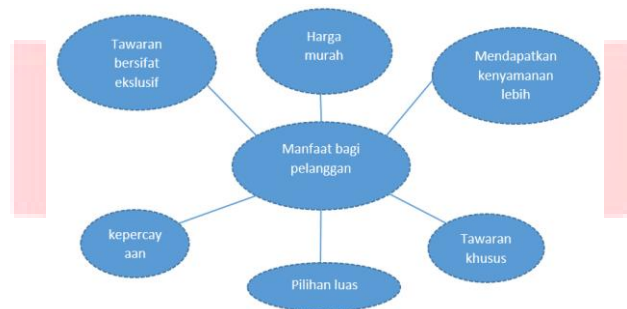 Tawaran
bersifat
ekslusif
Harga
murah
Mendapatkan
kenyamanan
lebih
Manfaat bagi
pelanggan
kepercay
aan
Pilihan luas
Tawaran
khusus